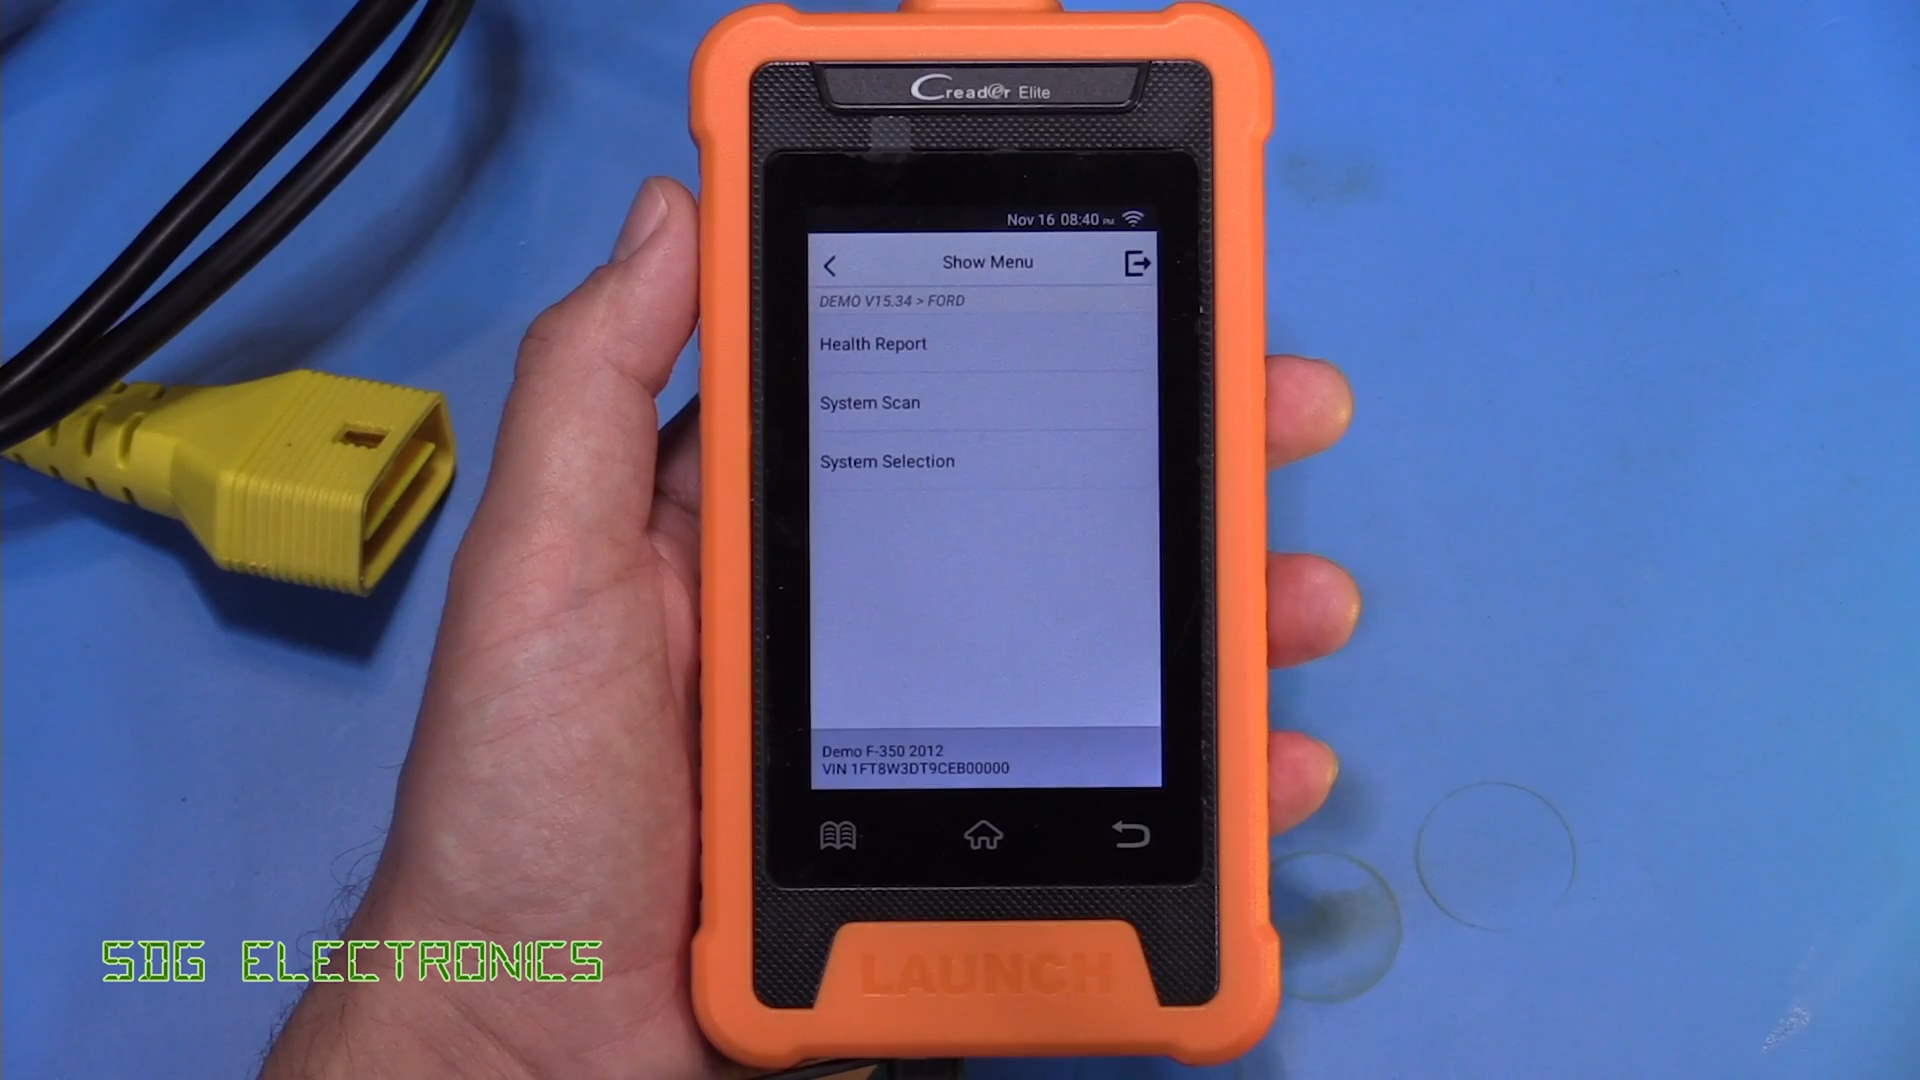 Creader Elite
Nov 16 08:40 PM
Show Menu
DEMO V15.34 > FORD
Health Report
System Scan
System Selection
Demo F-350 2012
VIN 1FT8W3DT9CEB00000
LAUNCH
SDG ELECTRONICS